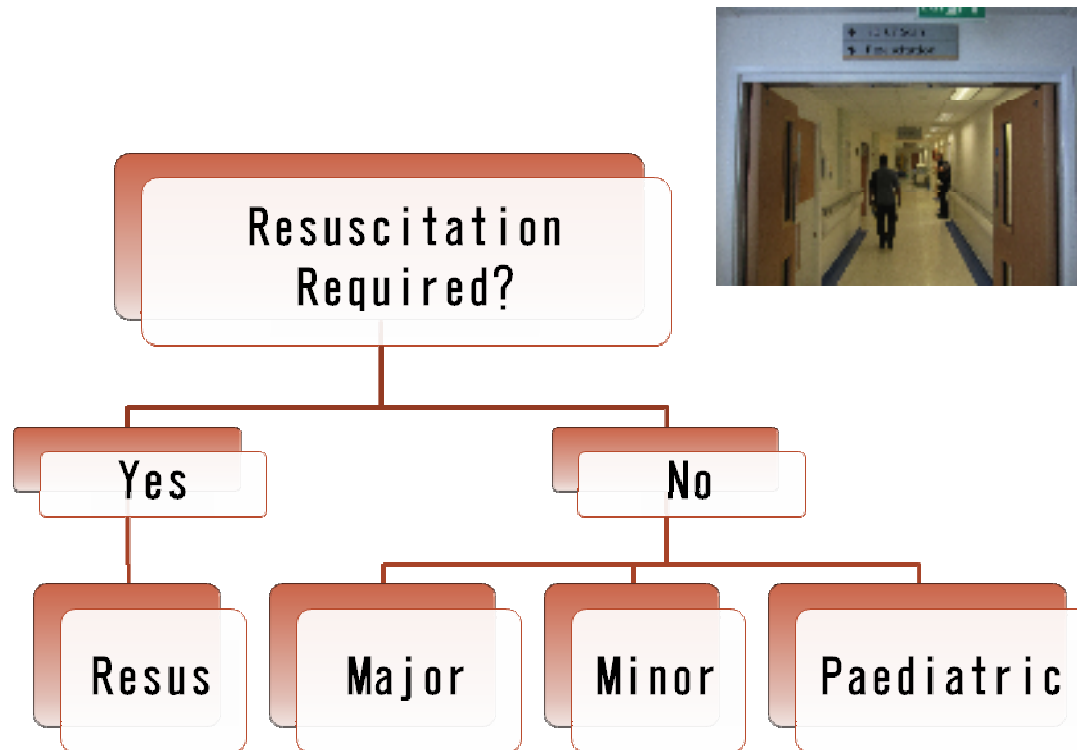 Resuscitation
Required?
Yes
No
Resus
Major
Minor
Paediatric